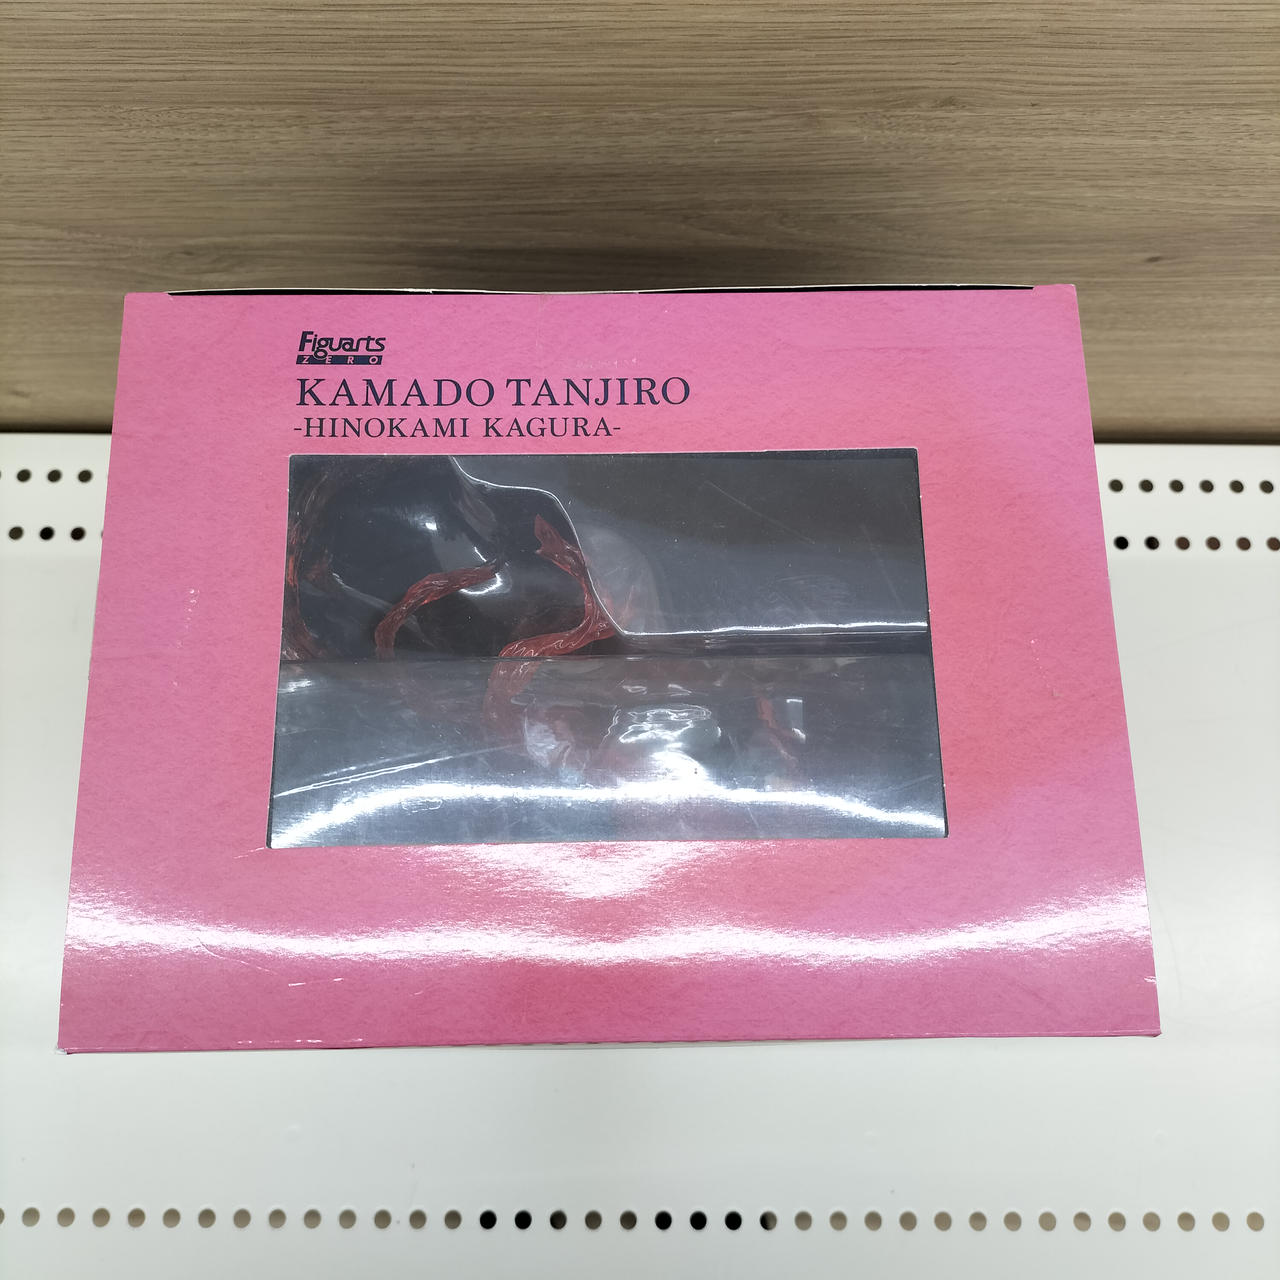 Figuarts
ZERO
KAMADO TANJIRO
-HINOKAMI KAGURA-